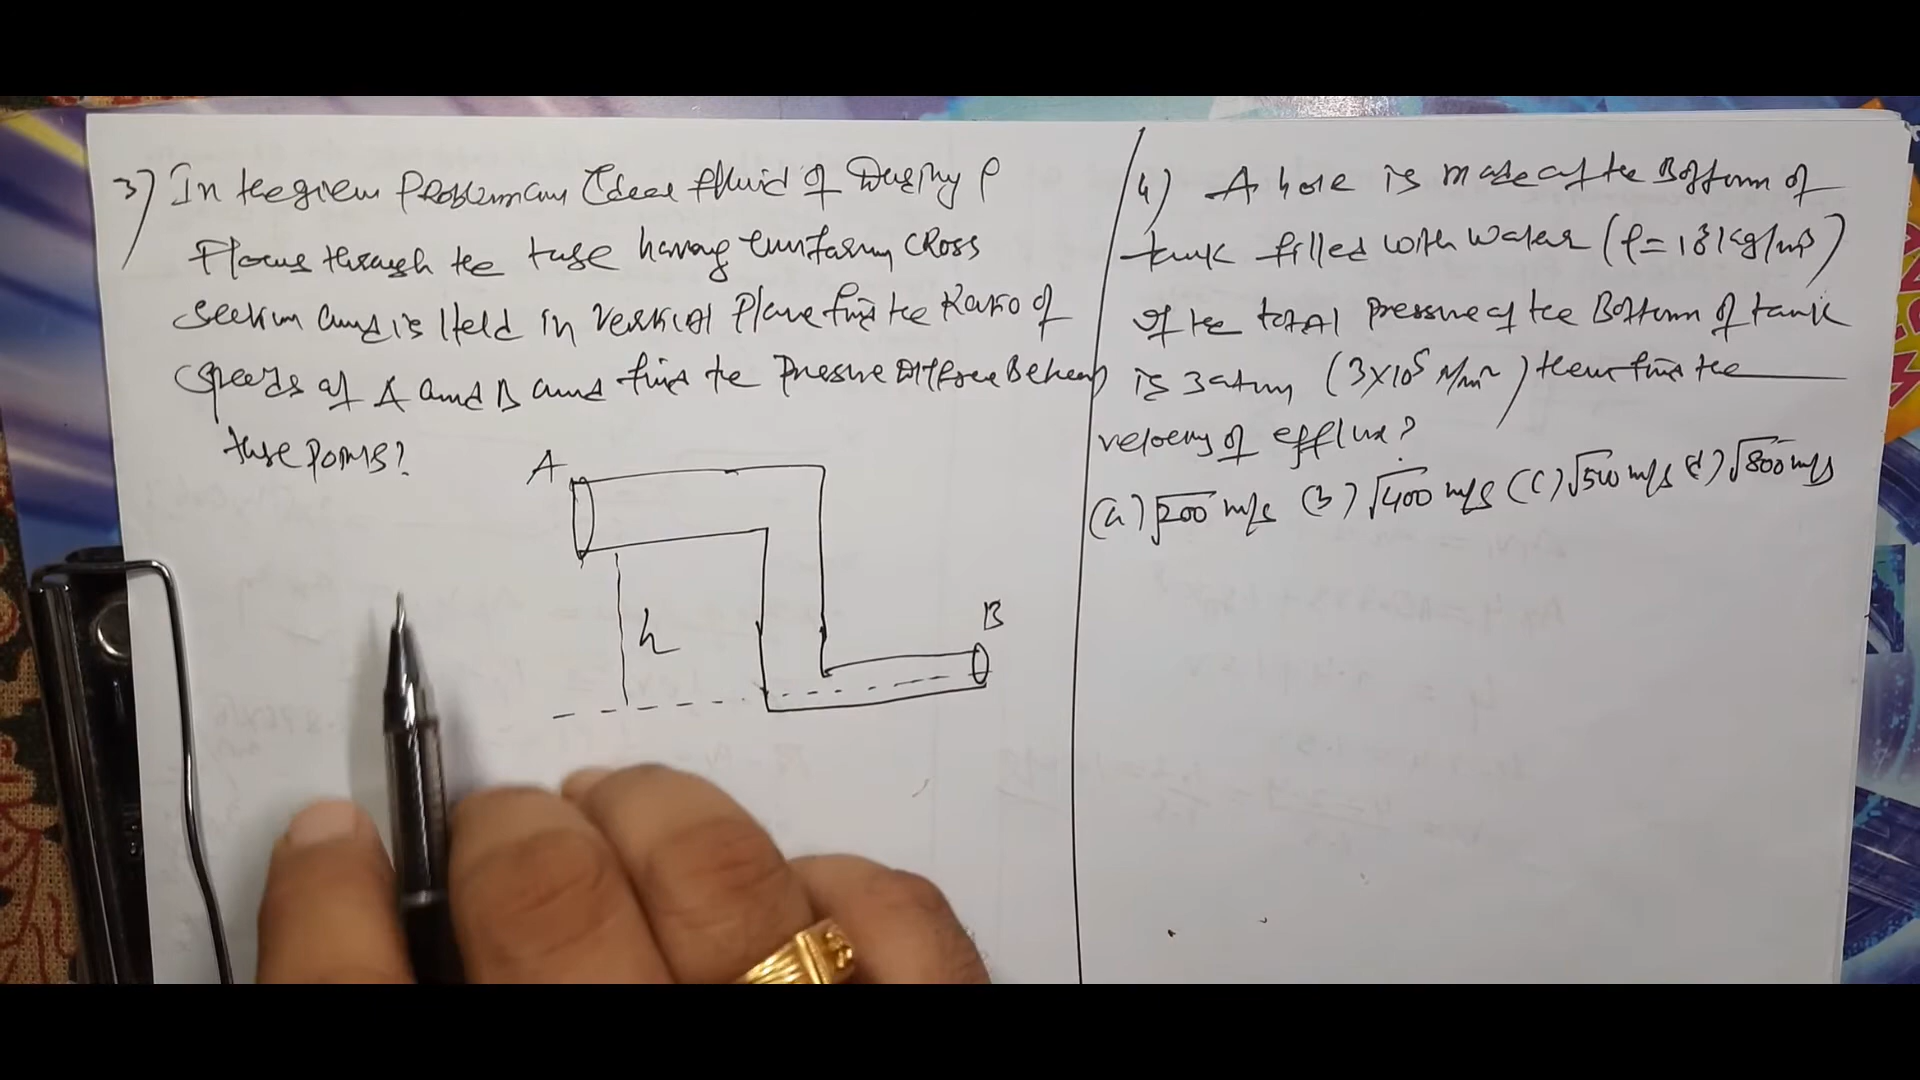 3) In the given Problem an Ideal fluid of Density ρ
Flows through the tube having Uniform CROSS
section and is Held in Vertical Plane find the Ratio of
speeds at A and B and find the Pressure Difference Between
these Points?
A
h
B
4) A hole is made at the Bottom of
tank filled with water (ρ=10³kg/m³)
If the total pressure at the Bottom of tank
is 3 atm (3×10⁵ N/m²) then find the
velocity of efflux?
(a) √200 m/s (b) √400 m/s (c) √500 m/s d) √800 m/s